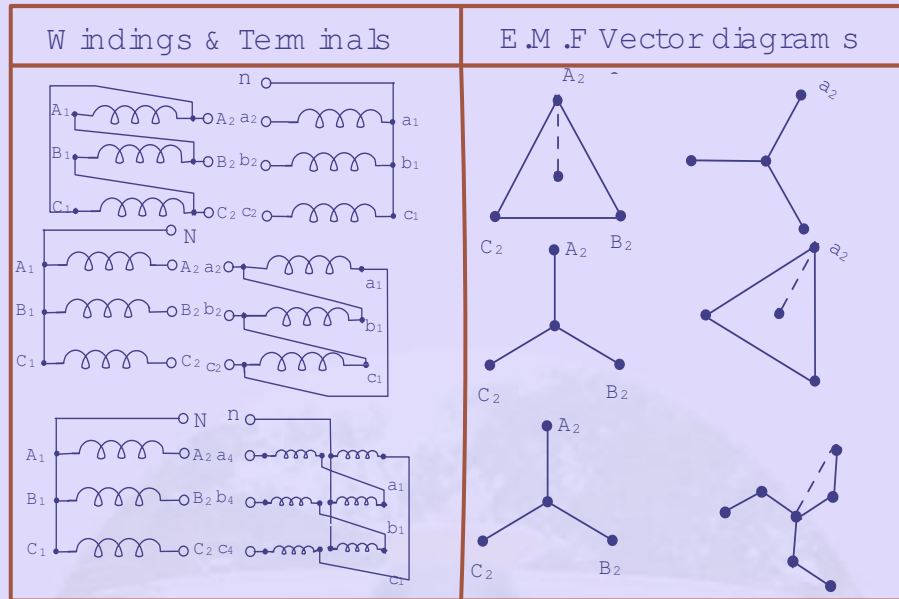 Windings & Terminals
E.M.F Vector diagrams
n
A₁ A₂ a₂ a₁
B₁ B₂ b₂ b₁
C₁ C₂ c₂ c₁
A₂
C₂ B₂
a₂
N
A₁ A₂ a₂ a₁
B₁ B₂ b₂ b₁
C₁ C₂ c₂ c₁
A₂
C₂ B₂
a₂
N n
A₁ A₂ a₄ a₁
B₁ B₂ b₄ b₁
C₁ C₂ c₄ c₁
A₂
C₂ B₂